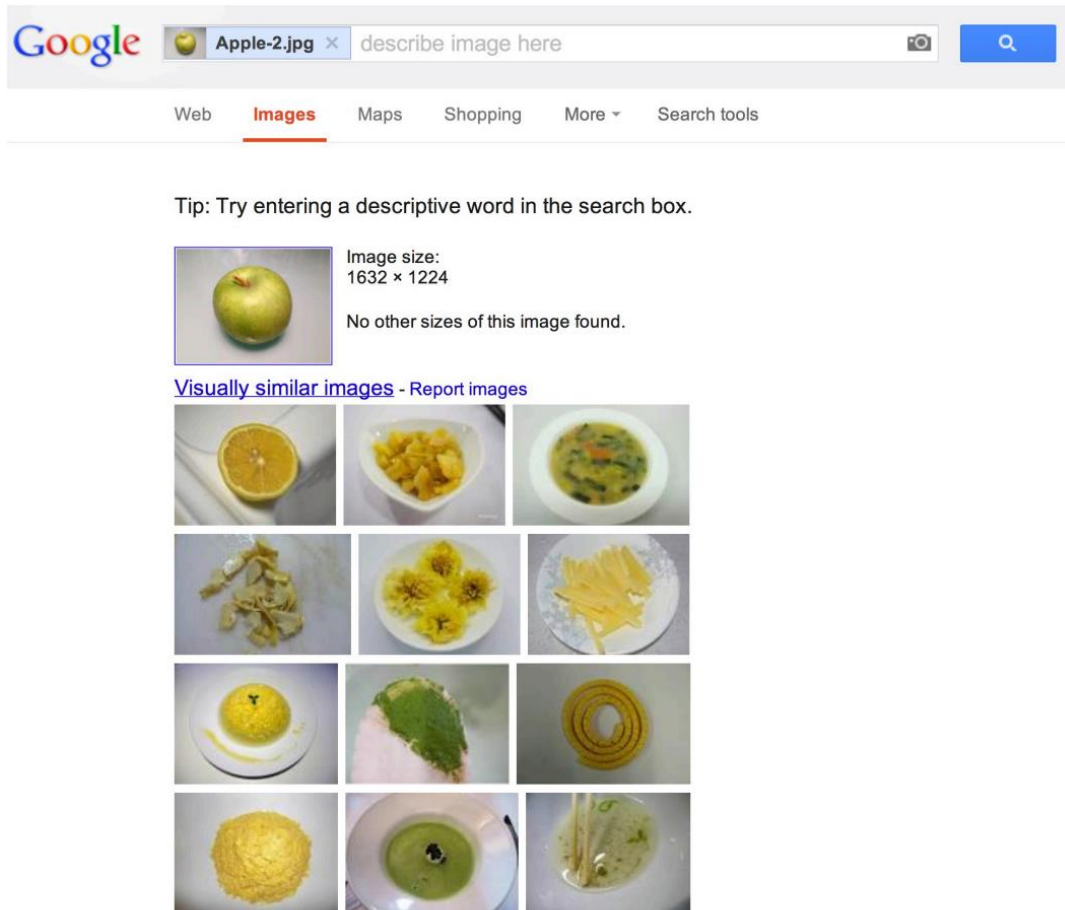 Google Apple-2.jpg × describe image here
Web Images Maps Shopping More Search tools
Tip: Try entering a descriptive word in the search box.
Image size:
1632 × 1224
No other sizes of this image found.
Visually similar images - Report images